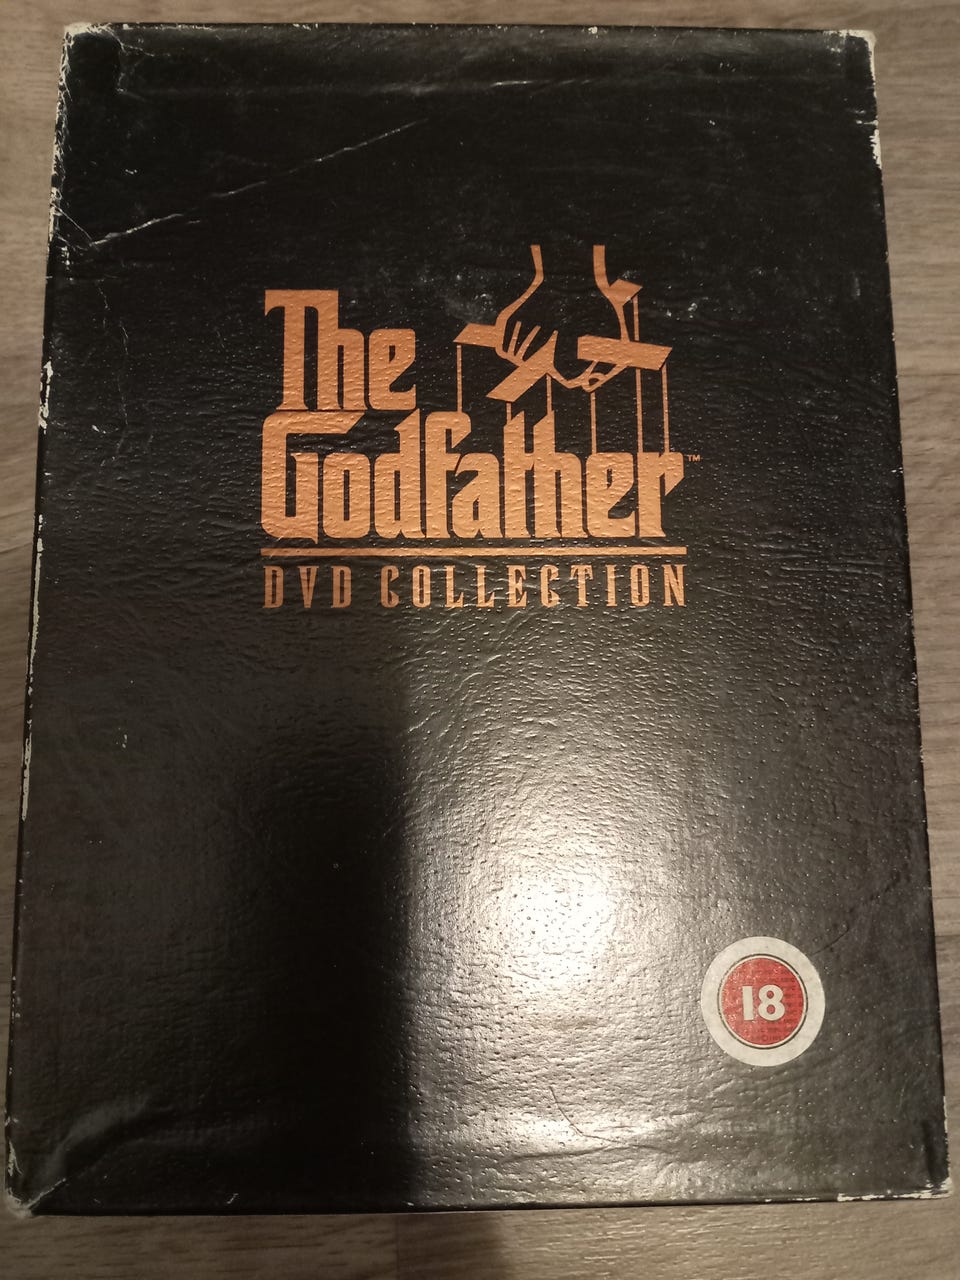 The
Godfather™
DVD COLLECTION
18